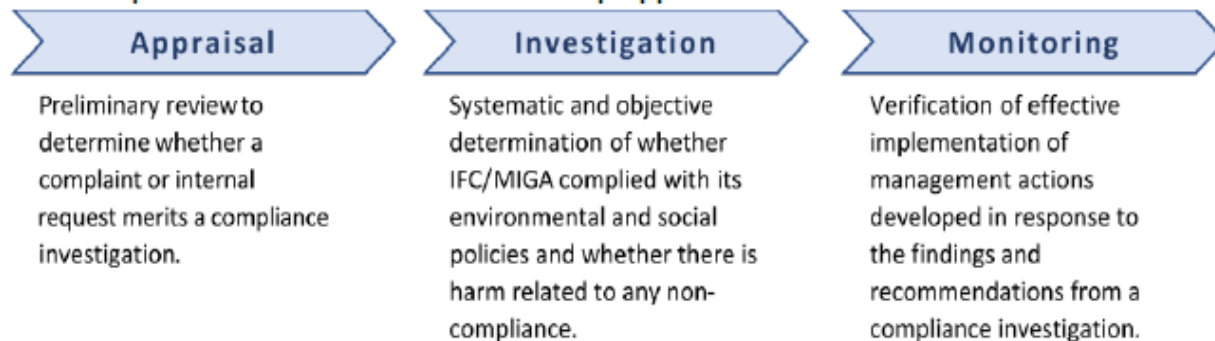 Appraisal
Preliminary review to
determine whether a
complaint or internal
request merits a compliance
investigation.
Investigation
Systematic and objective
determination of whether
IFC/MIGA complied with its
environmental and social
policies and whether there is
harm related to any non-
compliance.
Monitoring
Verification of effective
implementation of
management actions
developed in response to
the findings and
recommendations from a
compliance investigation.